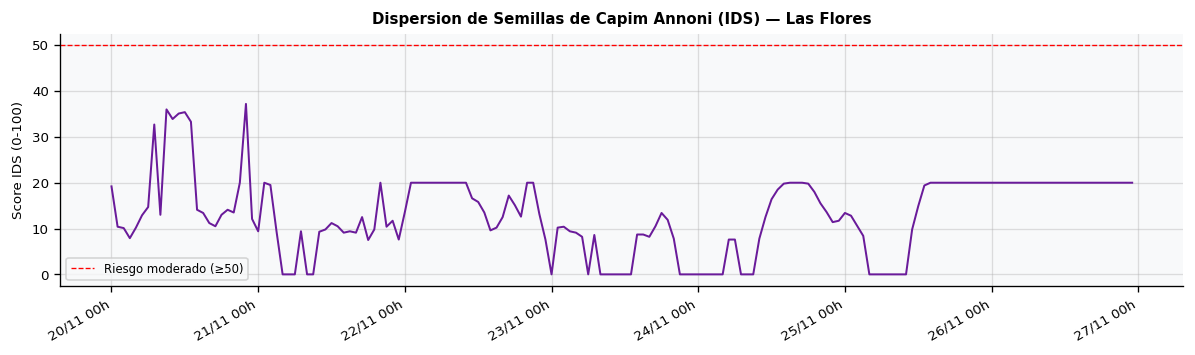 Dispersion de Semillas de Capim Annoni (IDS) — Las Flores
Score IDS (0-100)
50
40
30
20
10
0
Riesgo moderado (≥50)
20/11 00h
21/11 00h
22/11 00h
23/11 00h
24/11 00h
25/11 00h
26/11 00h
27/11 00h